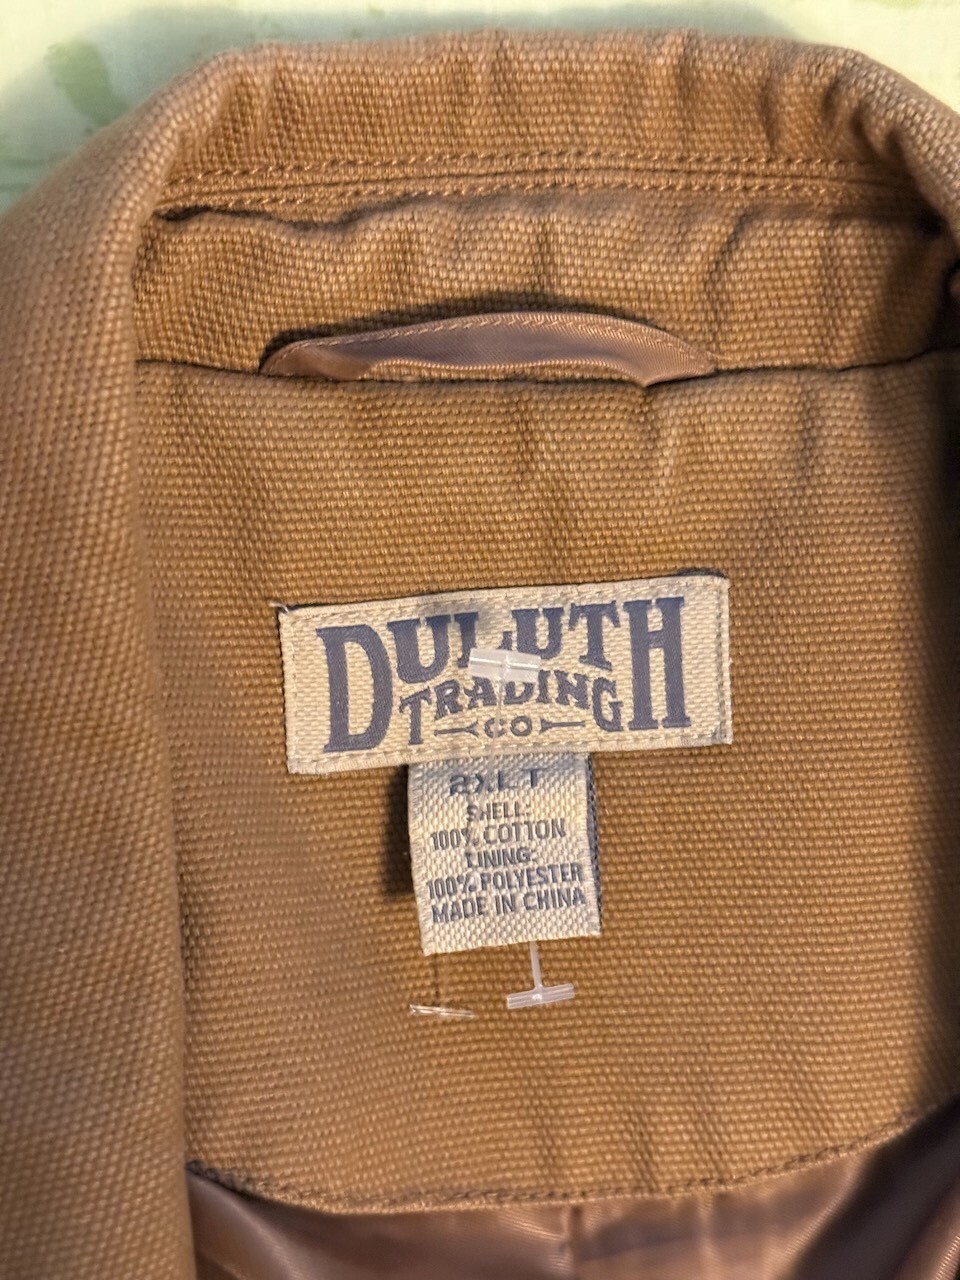 DULUTH
TRADING
CO
2XLT
SHELL:
100% COTTON
LINING:
100% POLYESTER
MADE IN CHINA